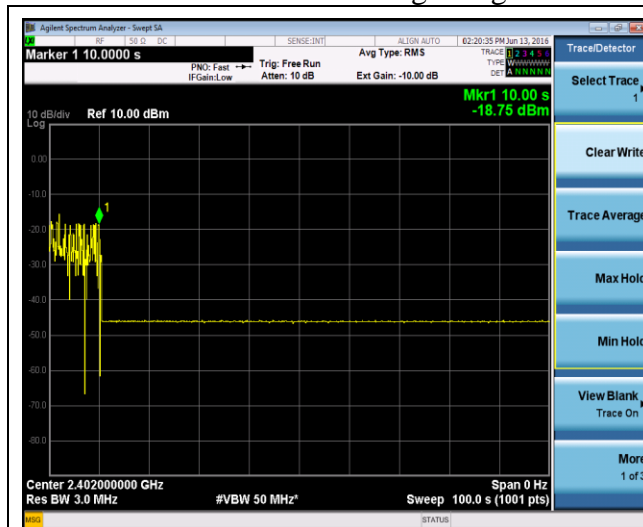 Agilent Spectrum Analyzer - Swept SA
RF 50 Ω DC SENSE:INT ALIGN AUTO 02:20:35 PM Jun 13, 2016
Marker 1 10.0000 s
PNO: Fast
IFGain:Low
Trig: Free Run
Atten: 10 dB
Avg Type: RMS
Ext Gain: -10.00 dB
TRACE 1 2 3 4 5 6
TYPE WWWWWW
DET A NNNNN
Mkr1 10.00 s
-18.75 dBm
10 dB/div Ref 10.00 dBm
Log
0.00
-10.0
-20.0
-30.0
-40.0
-50.0
-60.0
-70.0
-80.0
1
Center 2.402000000 GHz Span 0 Hz
Res BW 3.0 MHz #VBW 50 MHz* Sweep 100.0 s (1001 pts)
MSG STATUS
Trace/Detector
Select Trace
1
Clear Write
Trace Average
Max Hold
Min Hold
View Blank
Trace On
More
1 of 3